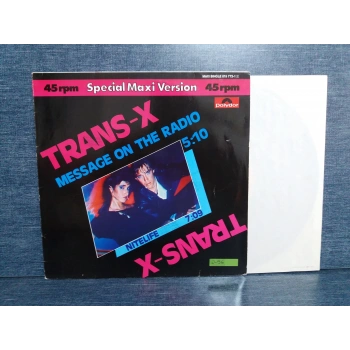 45 rpm Special Maxi Version 45 rpm
Polydor
TRANS-X
MESSAGE ON THE RADIO
5:10
NITELIFE 7:09
TRANS-X